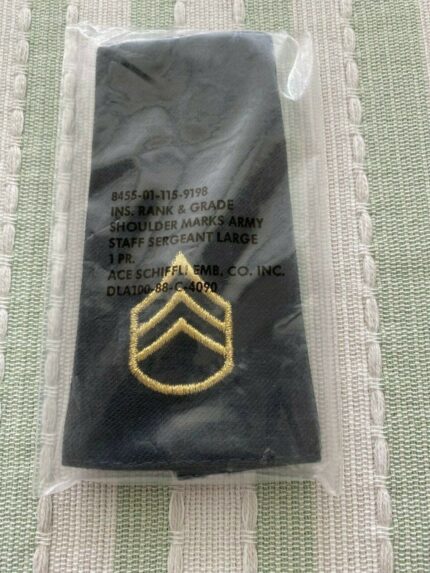 8455-01-115-9198
INS. RANK & GRADE
SHOULDER MARKS ARMY
STAFF SERGEANT LARGE
1 PR.
ACE SCHIFFLI EMB. CO. INC.
DLA100-88-C-4090